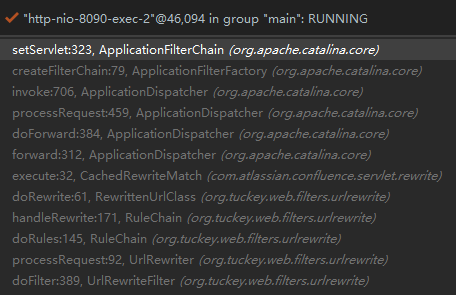 "http-nio-8090-exec-2"@46,094 in group "main": RUNNING
setServlet:323, ApplicationFilterChain (org.apache.catalina.core)
createFilterChain:79, ApplicationFilterFactory (org.apache.catalina.core)
invoke:706, ApplicationDispatcher (org.apache.catalina.core)
processRequest:459, ApplicationDispatcher (org.apache.catalina.core)
doForward:384, ApplicationDispatcher (org.apache.catalina.core)
forward:312, ApplicationDispatcher (org.apache.catalina.core)
execute:32, CachedRewriteMatch (com.atlassian.confluence.servlet.rewrite)
doRewrite:61, RewrittenUrlClass (org.tuckey.web.filters.urlrewrite)
handleRewrite:171, RuleChain (org.tuckey.web.filters.urlrewrite)
doRules:145, RuleChain (org.tuckey.web.filters.urlrewrite)
processRequest:92, UrlRewriter (org.tuckey.web.filters.urlrewrite)
doFilter:389, UrlRewriteFilter (org.tuckey.web.filters.urlrewrite)